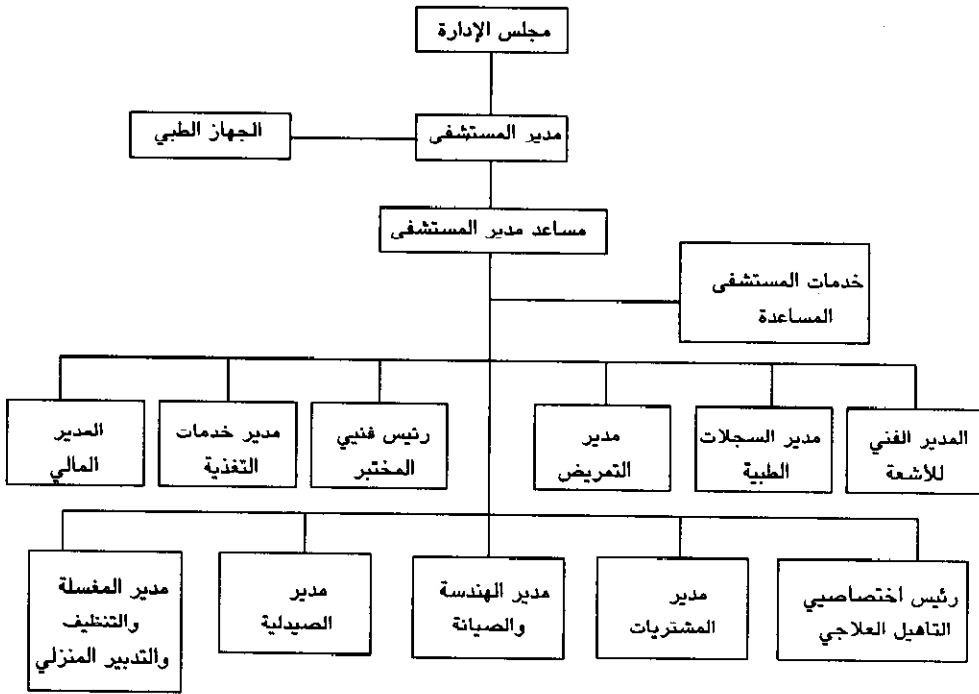 مجلس الإدارة
مدير المستشفى
الجهاز الطبي
مساعد مدير المستشفى
خدمات المستشفى
المساعدة
المدير الفني
للأشعة
مدير السجلات
الطبية
مدير
التمريض
رئيس فنيي
المختبر
مدير خدمات
التغذية
المدير
المالي
رئيس اختصاصيي
التاهيل العلاجي
مدير
المشتريات
مدير الهندسة
والصيانة
مدير
الصيدلية
مدير المغسلة
والتنظيف
والتدبير المنزلي